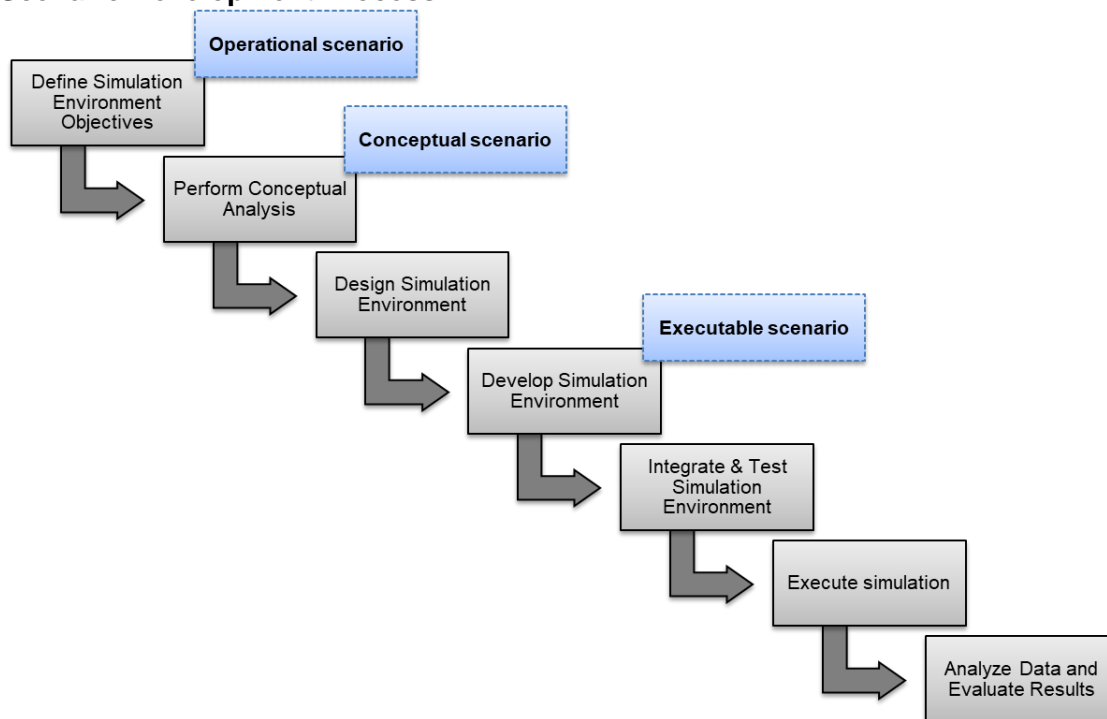 Operational scenario
Define Simulation
Environment
Objectives
Conceptual scenario
Perform Conceptual
Analysis
Design Simulation
Environment
Executable scenario
Develop Simulation
Environment
Integrate & Test
Simulation
Environment
Execute simulation
Analyze Data and
Evaluate Results